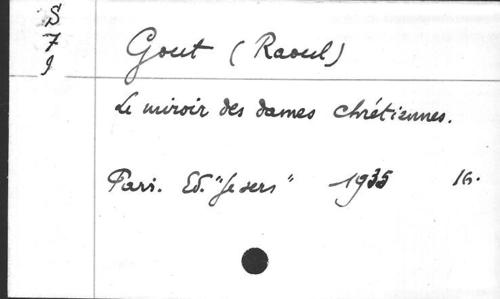 S
7
9
Gout (Raoul)
Le miroir des dames chrétiennes.
Pari. Ed. "Je sers" 1935 16.